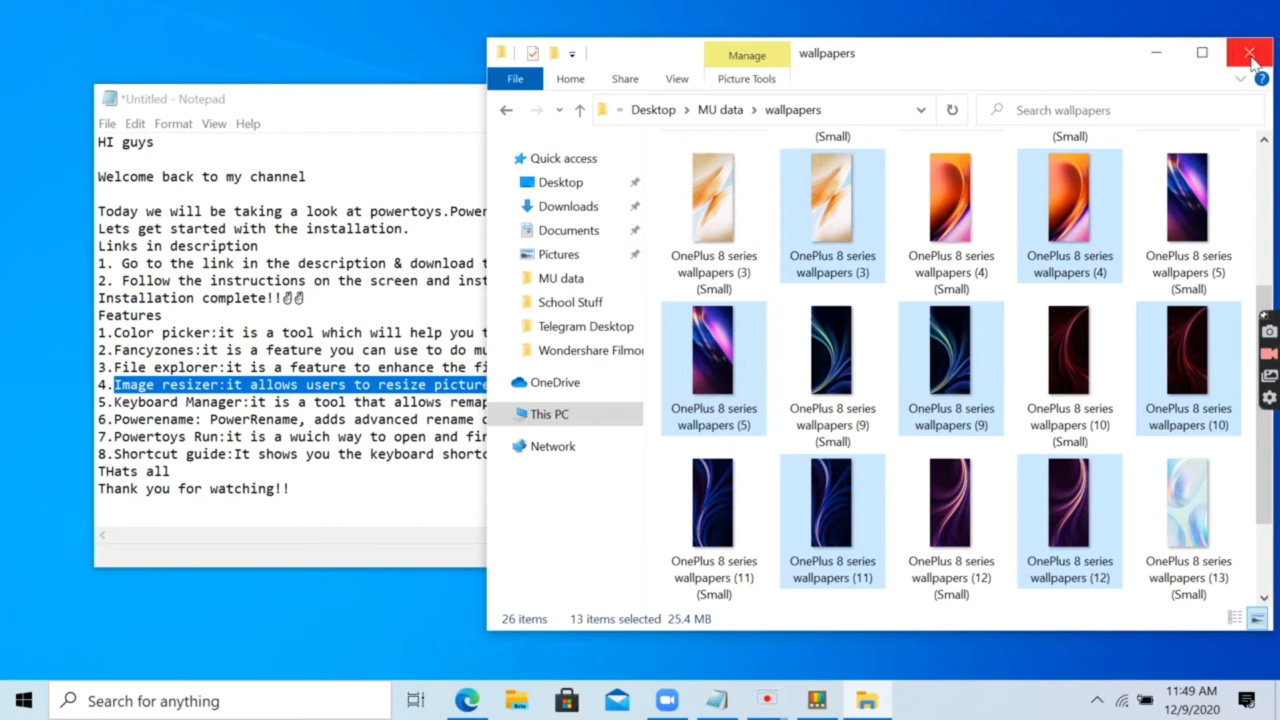 *Untitled - Notepad
File Edit Format View Help
HI guys
Welcome back to my channel
Today we will be taking a look at powertoys.Power
Lets get started with the installation.
Links in description
1. Go to the link in the description & download t
2. Follow the instructions on the screen and inst
Installation complete!!✌✌
Features
1.Color picker:it is a tool which will help you t
2.Fancyzones:it is a feature you can use to do mu
3.File explorer:it is a feature to enhance the fi
4.Image resizer:it allows users to resize picture
5.Keyboard Manager:it is a tool that allows remap
6.Powerename: PowerRename, adds advanced rename c
7.Powertoys Run:it is a wuich way to open and fin
8.Shortcut guide:It shows you the keyboard shortc
THats all
Thank you for watching!!
Manage wallpapers
File Home Share View Picture Tools
« Desktop > MU data > wallpapers
Search wallpapers
Quick access
Desktop
Downloads
Documents
Pictures
MU data
School Stuff
Telegram Desktop
Wondershare Filmor
OneDrive
This PC
Network
(Small) (Small)
OnePlus 8 series OnePlus 8 series OnePlus 8 series OnePlus 8 series OnePlus 8 series
wallpapers (3) wallpapers (3) wallpapers (4) wallpapers (4) wallpapers (5)
(Small) (Small) (Small)
OnePlus 8 series OnePlus 8 series OnePlus 8 series OnePlus 8 series OnePlus 8 series
wallpapers (5) wallpapers (9) wallpapers (9) wallpapers (10) wallpapers (10)
(Small) (Small)
OnePlus 8 series OnePlus 8 series OnePlus 8 series OnePlus 8 series OnePlus 8 series
wallpapers (11) wallpapers (11) wallpapers (12) wallpapers (12) wallpapers (13)
(Small) (Small) (Small)
26 items 13 items selected 25.4 MB
Search for anything
Beta
11:49 AM
12/9/2020